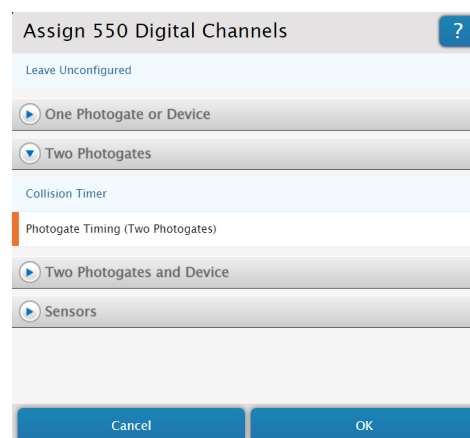 Assign 550 Digital Channels
?
Leave Unconfigured
One Photogate or Device
Two Photogates
Collision Timer
Photogate Timing (Two Photogates)
Two Photogates and Device
Sensors
Cancel
OK